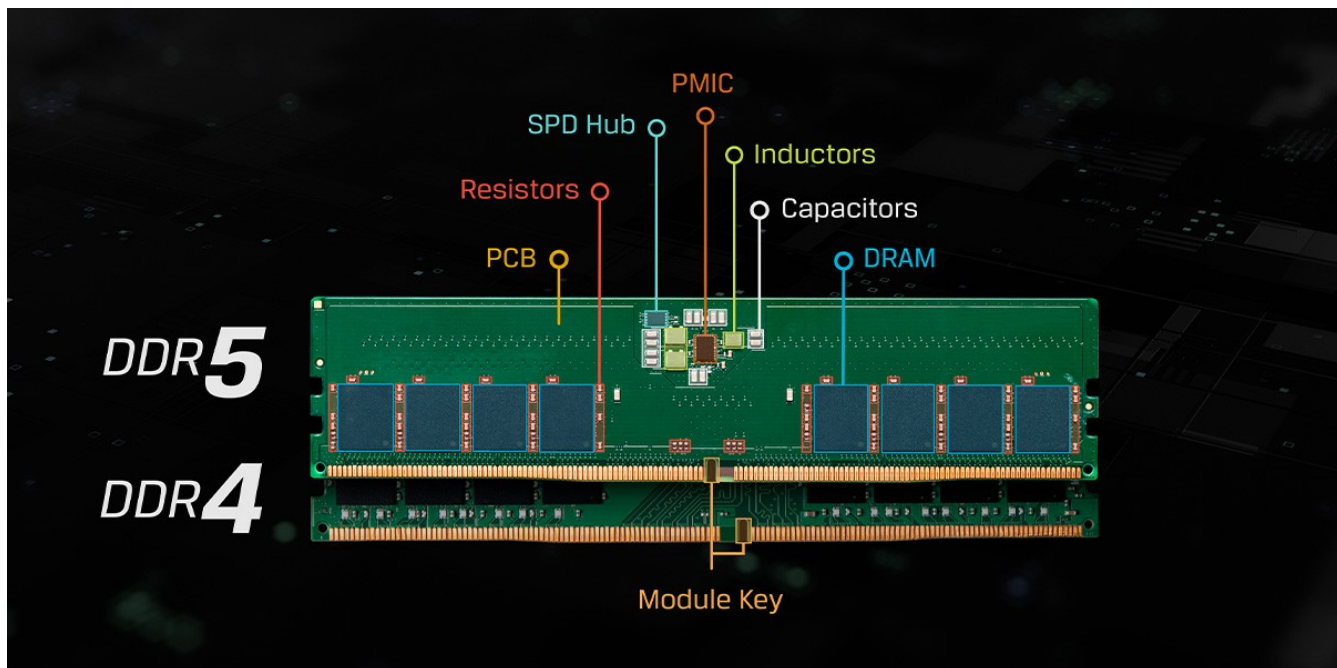 PMIC
SPD Hub
Inductors
Resistors
Capacitors
PCB
DRAM
DDR5
DDR4
Module Key